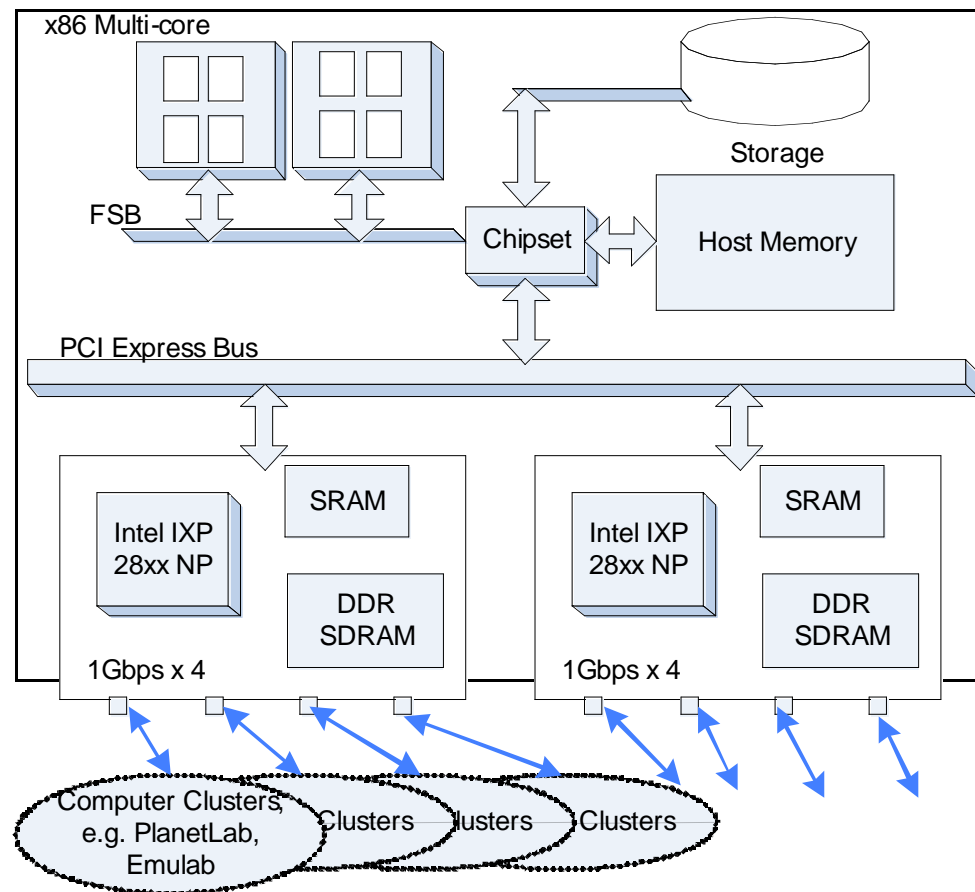 x86 Multi-core
Storage
FSB
Chipset
Host Memory
PCI Express Bus
Intel IXP
28xx NP
SRAM
DDR
SDRAM
1Gbps x 4
Intel IXP
28xx NP
SRAM
DDR
SDRAM
1Gbps x 4
Computer Clusters,
e.g. PlanetLab,
Emulab
Clusters
lusters
Clusters